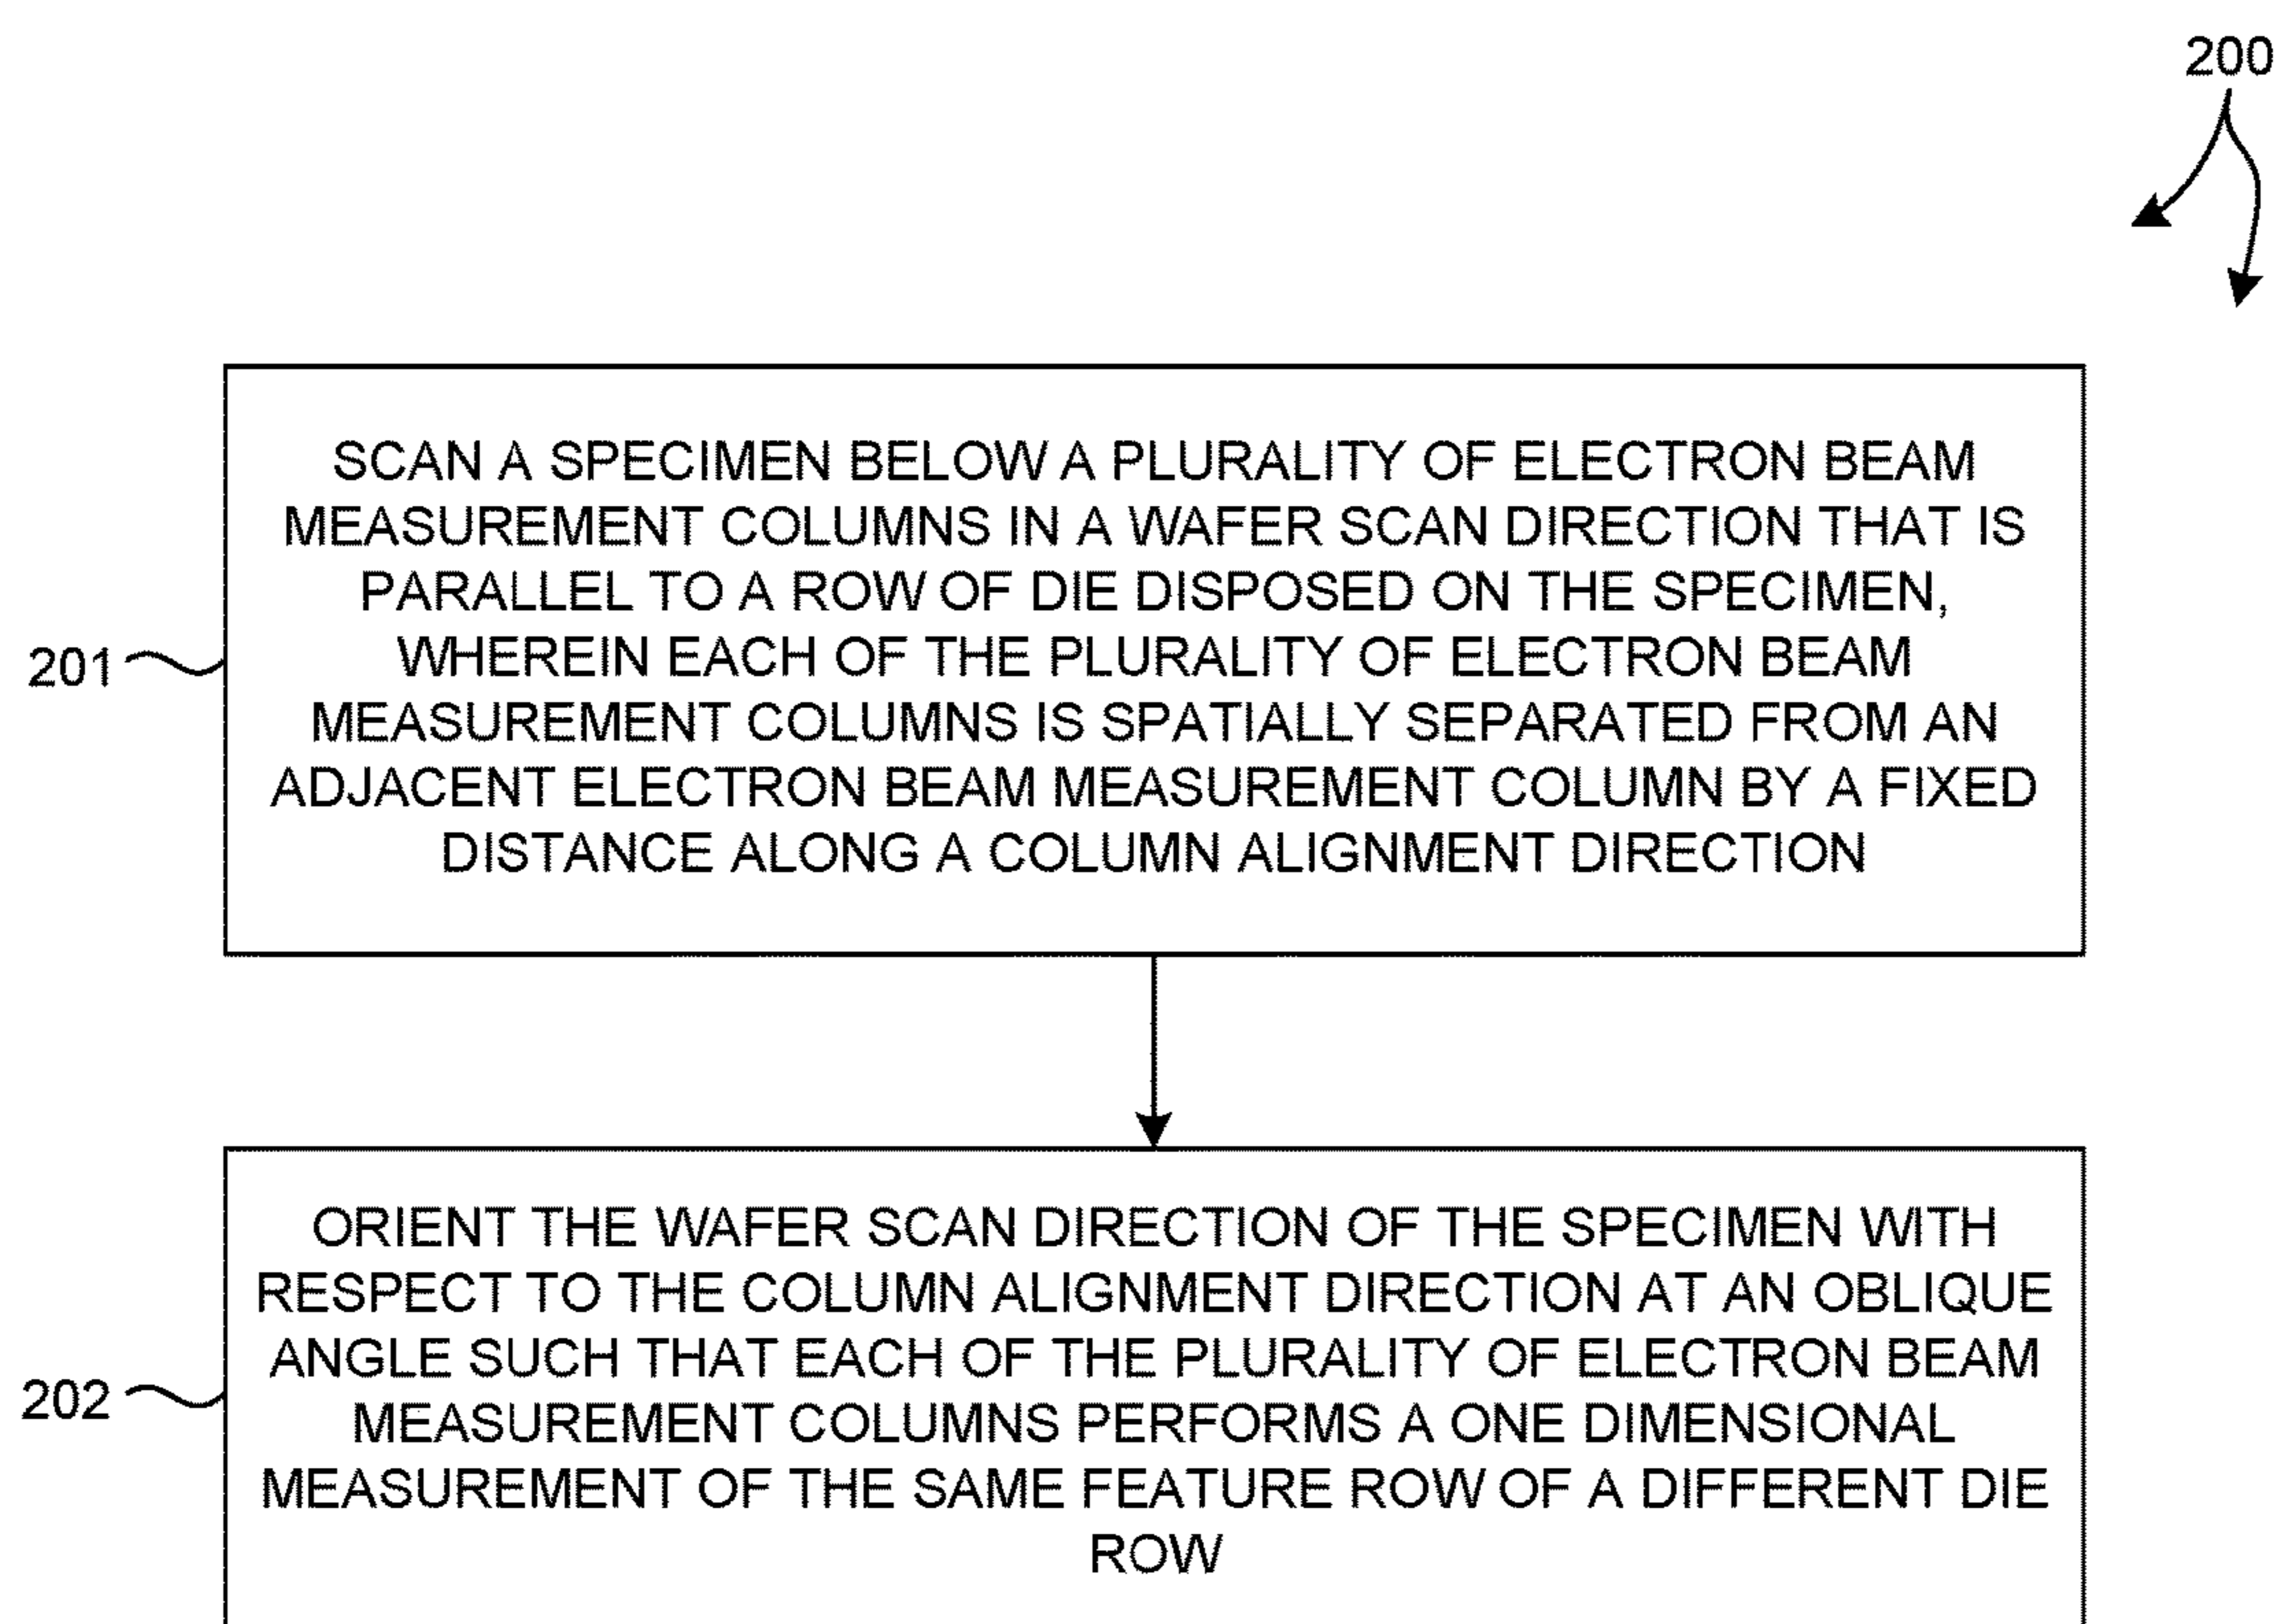 200
SCAN A SPECIMEN BELOW A PLURALITY OF ELECTRON BEAM
MEASUREMENT COLUMNS IN A WAFER SCAN DIRECTION THAT IS
PARALLEL TO A ROW OF DIE DISPOSED ON THE SPECIMEN,
WHEREIN EACH OF THE PLURALITY OF ELECTRON BEAM
201
MEASUREMENT COLUMNS IS SPATIALLY SEPARATED FROM AN
ADJACENT ELECTRON BEAM MEASUREMENT COLUMN BY A FIXED
DISTANCE ALONG A COLUMN ALIGNMENT DIRECTION
ORIENT THE WAFER SCAN DIRECTION OF THE SPECIMEN WITH
RESPECT TO THE COLUMN ALIGNMENT DIRECTION AT AN OBLIQUE
ANGLE SUCH THAT EACH OF THE PLURALITY OF ELECTRON BEAM
202
MEASUREMENT COLUMNS PERFORMS A ONE DIMENSIONAL
MEASUREMENT OF THE SAME FEATURE ROW OF A DIFFERENT DIE
ROW